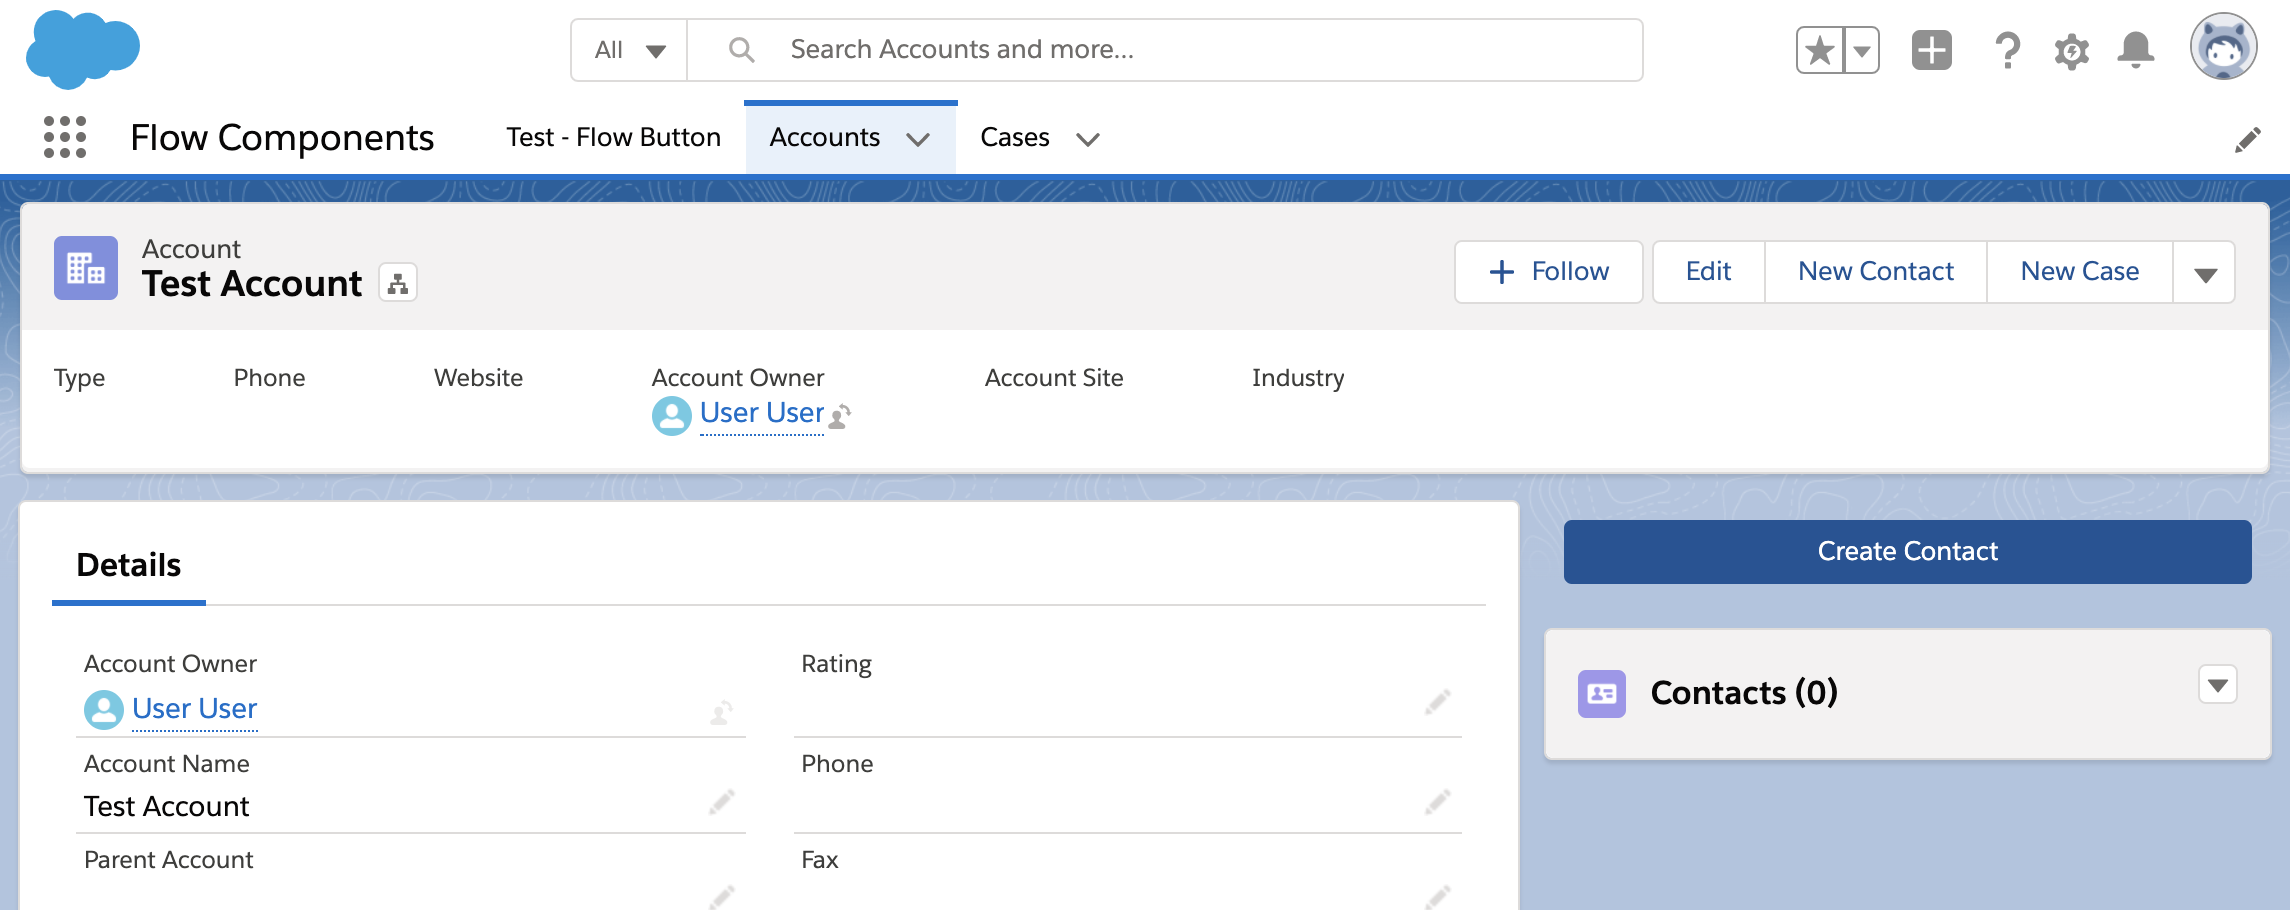 All
Search Accounts and more...
Flow Components
Test - Flow Button
Accounts
Cases
Account
Test Account
Follow
Edit
New Contact
New Case
Type
Phone
Website
Account Owner
User User
Account Site
Industry
Details
Create Contact
Account Owner
User User
Rating
Contacts (0)
Account Name
Test Account
Phone
Parent Account
Fax